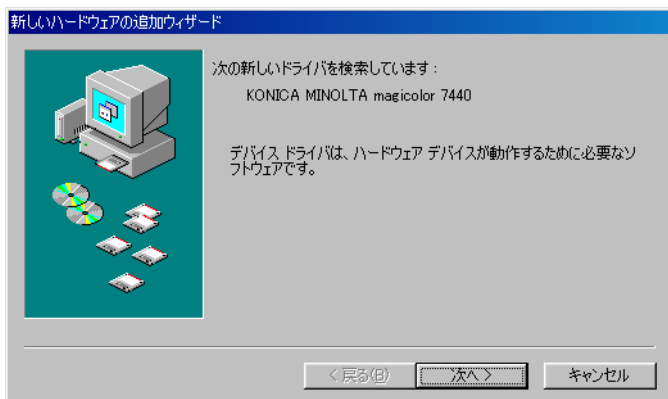 新しいハードウェアの追加ウィザード
次の新しいドライバを検索しています :
KONICA MINOLTA magicolor 7440
デバイス ドライバは、ハードウェア デバイスが動作するために必要なソ
フトウェアです。
< 戻る(B)
次へ >
キャンセル